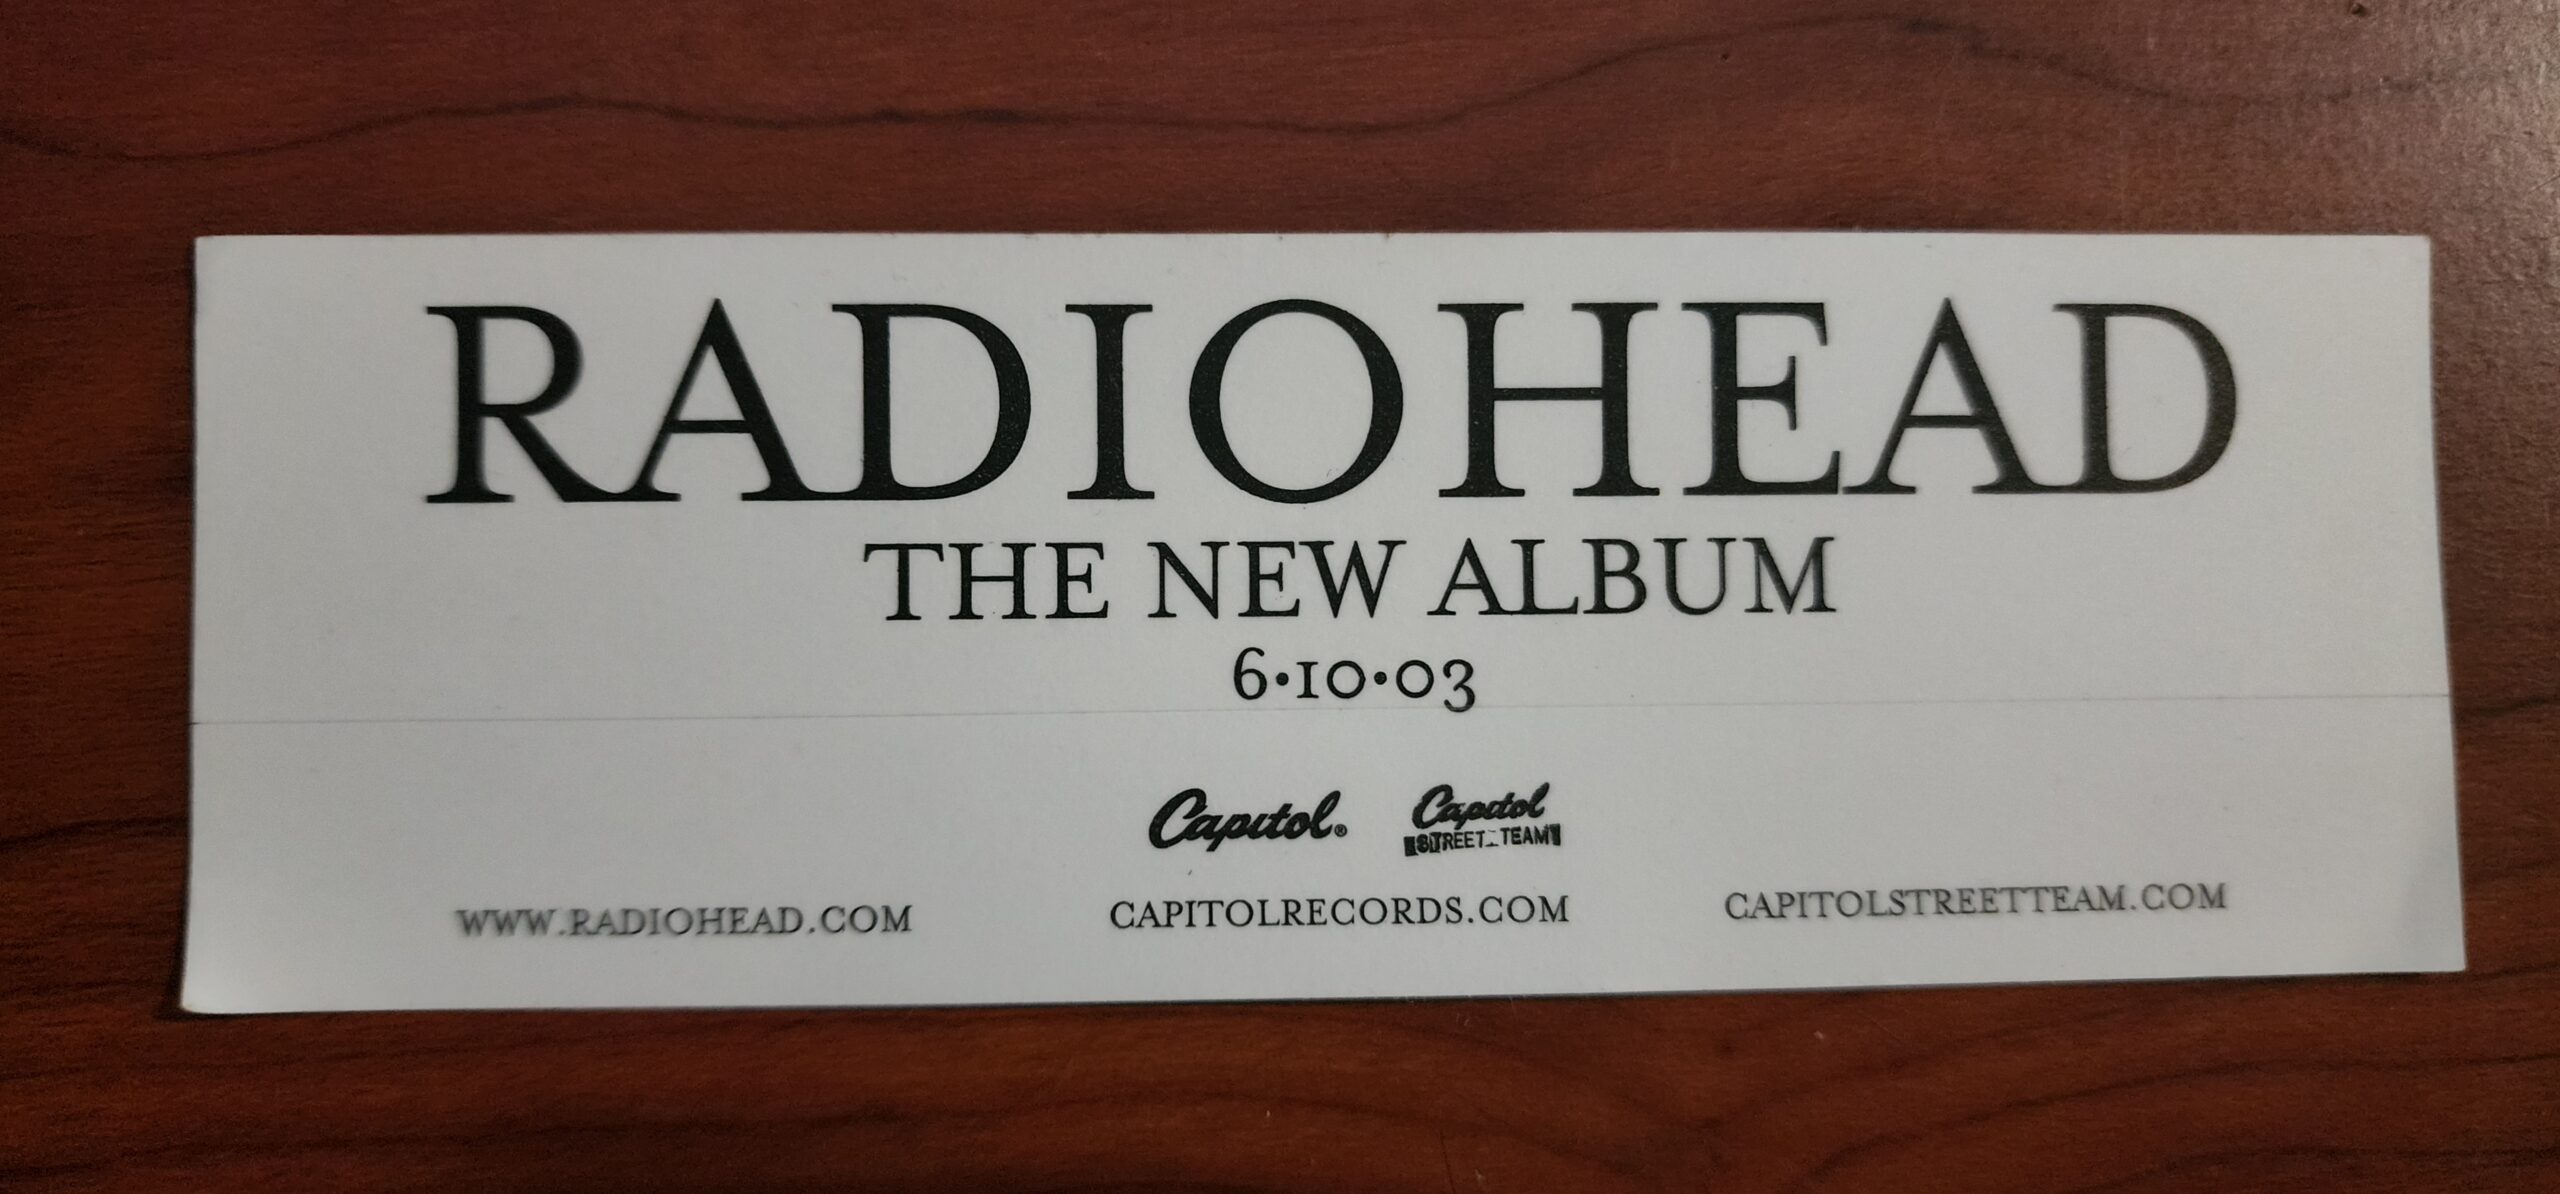 RADIOHEAD
THE NEW ALBUM
6·10·03
Capitol®
Capitol
STREET TEAM
WWW.RADIOHEAD.COM
CAPITOLRECORDS.COM
CAPITOLSTREETTEAM.COM